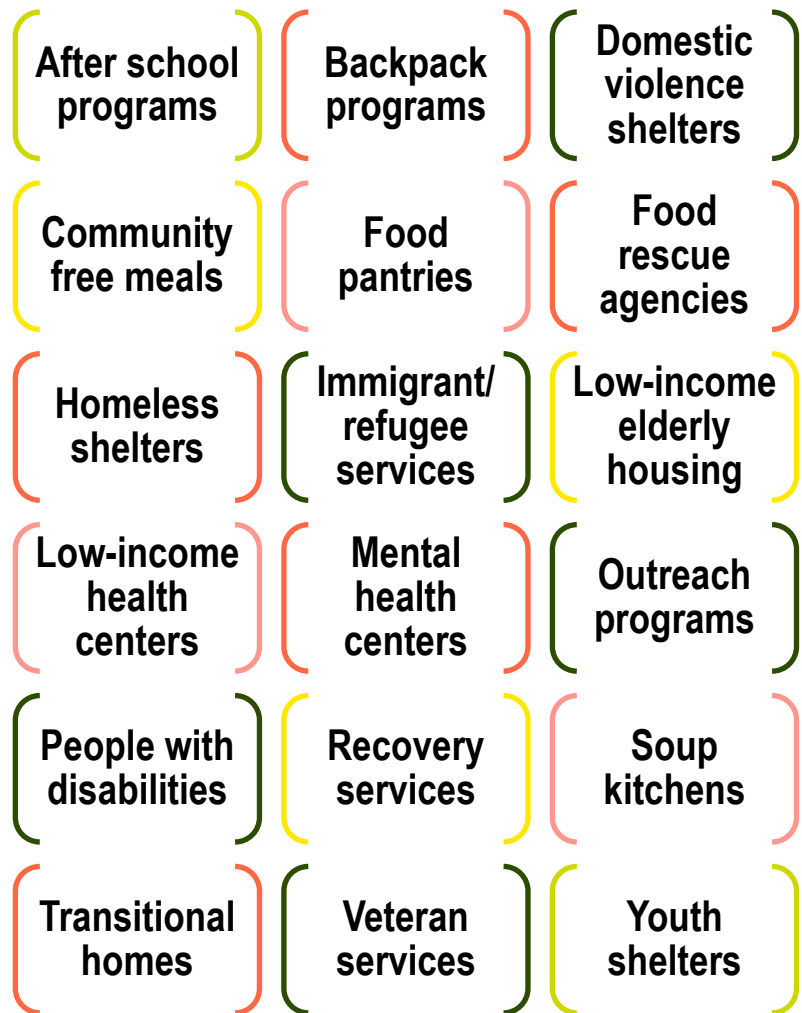 After school
programs
Backpack
programs
Domestic
violence
shelters
Community
free meals
Food
pantries
Food
rescue
agencies
Homeless
shelters
Immigrant/
refugee
services
Low-income
elderly
housing
Low-income
health
centers
Mental
health
centers
Outreach
programs
People with
disabilities
Recovery
services
Soup
kitchens
Transitional
homes
Veteran
services
Youth
shelters